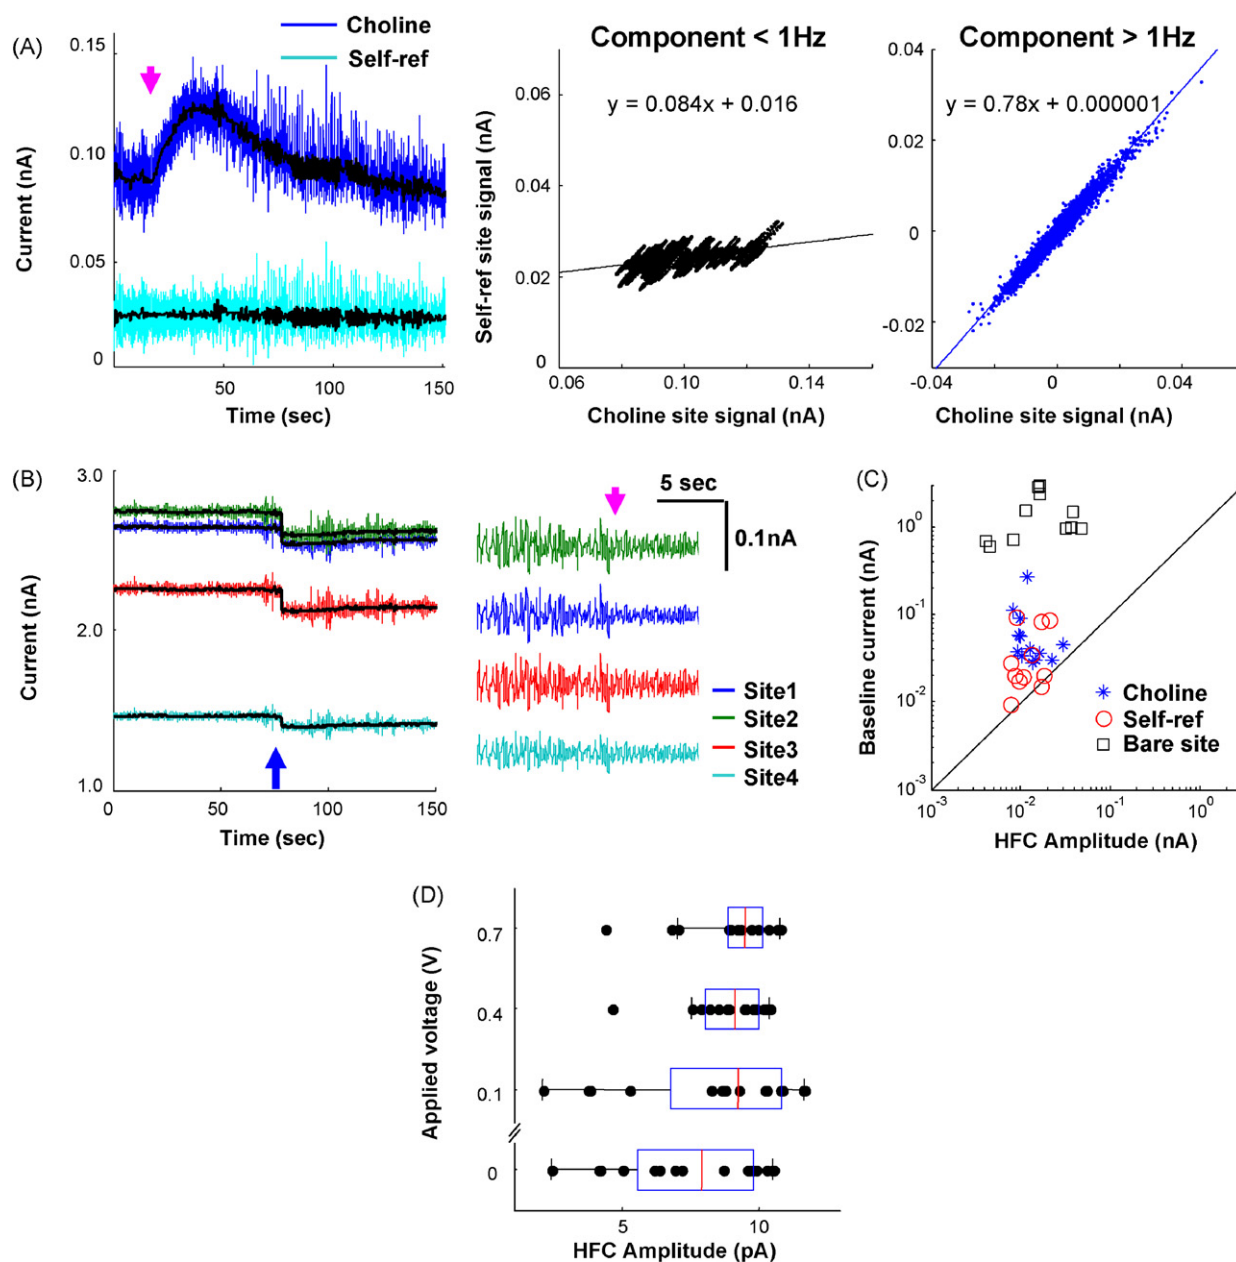 (A)
Choline
Self-ref
0.15
0.10
0.05
0
50
100
150
Current (nA)
Time (sec)
Component < 1Hz
y = 0.084x + 0.016
0.06
0.04
0.02
0
0.06
0.10
0.14
Self-ref site signal (nA)
Choline site signal (nA)
Component > 1Hz
y = 0.78x + 0.000001
0.04
0.02
0
-0.02
-0.04
0
0.04
Choline site signal (nA)
(B)
3.0
2.0
1.0
0
50
100
150
Current (nA)
Time (sec)
5 sec
0.1nA
Site1
Site2
Site3
Site4
(C)
10⁰
10⁻¹
10⁻²
10⁻³
10⁻³
10⁻²
10⁻¹
10⁰
Baseline current (nA)
HFC Amplitude (nA)
Choline
Self-ref
Bare site
(D)
0.7
0.4
0.1
0
5
10
Applied voltage (V)
HFC Amplitude (pA)